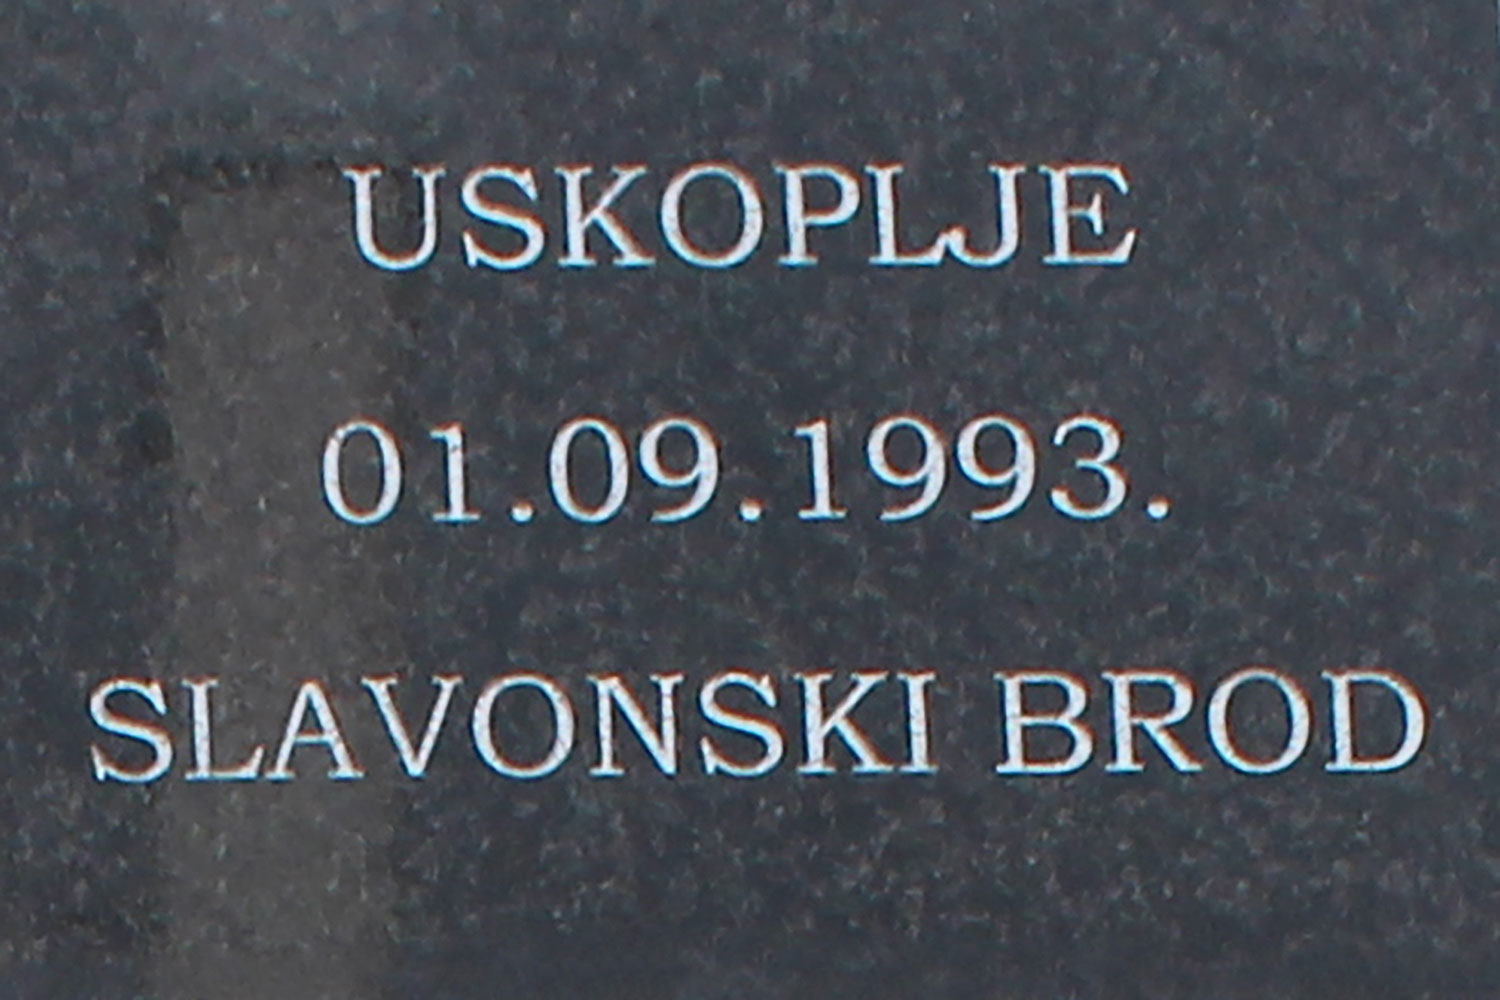 USKOPLJE
01.09.1993.
SLAVONSKI BROD